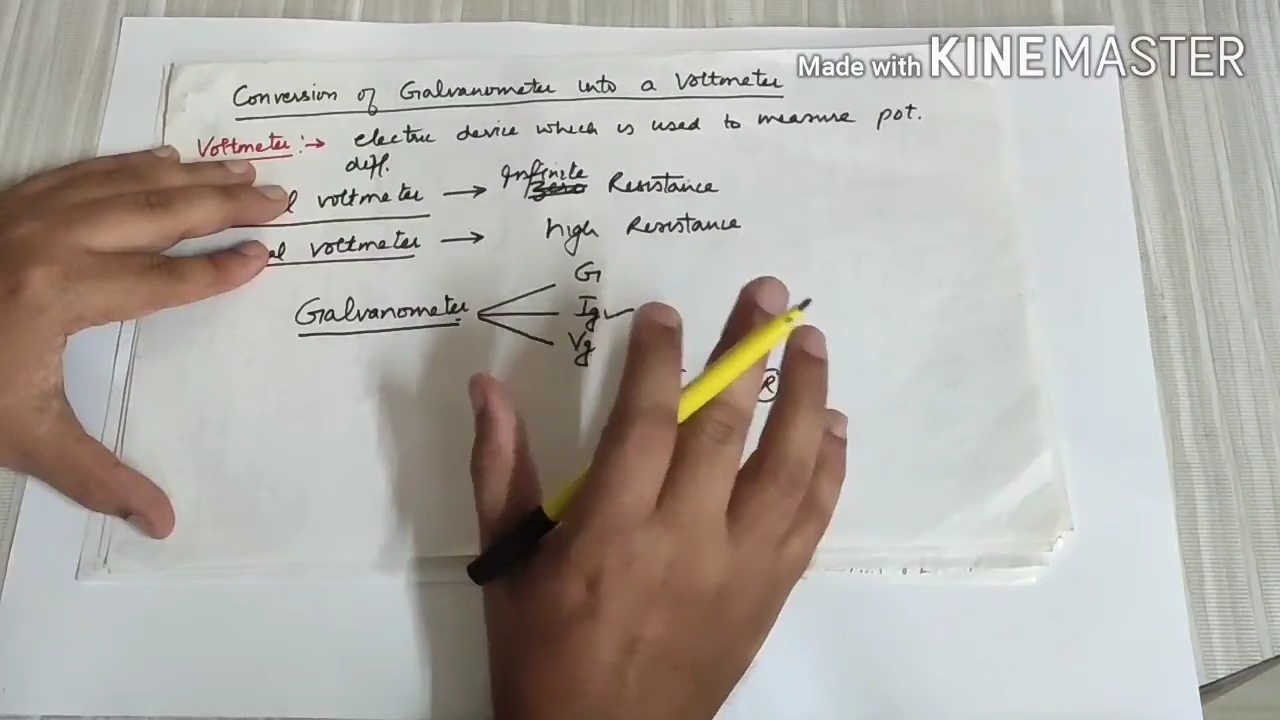 Made with KINEMASTER
Conversion of Galvanometer into a Voltmeter
Voltmeter :→ electric device which is used to measure pot.
diff.
voltmeter → Infinite Resistance
voltmeter → high Resistance
G
Galvanometer Ig ✓
Vg
R